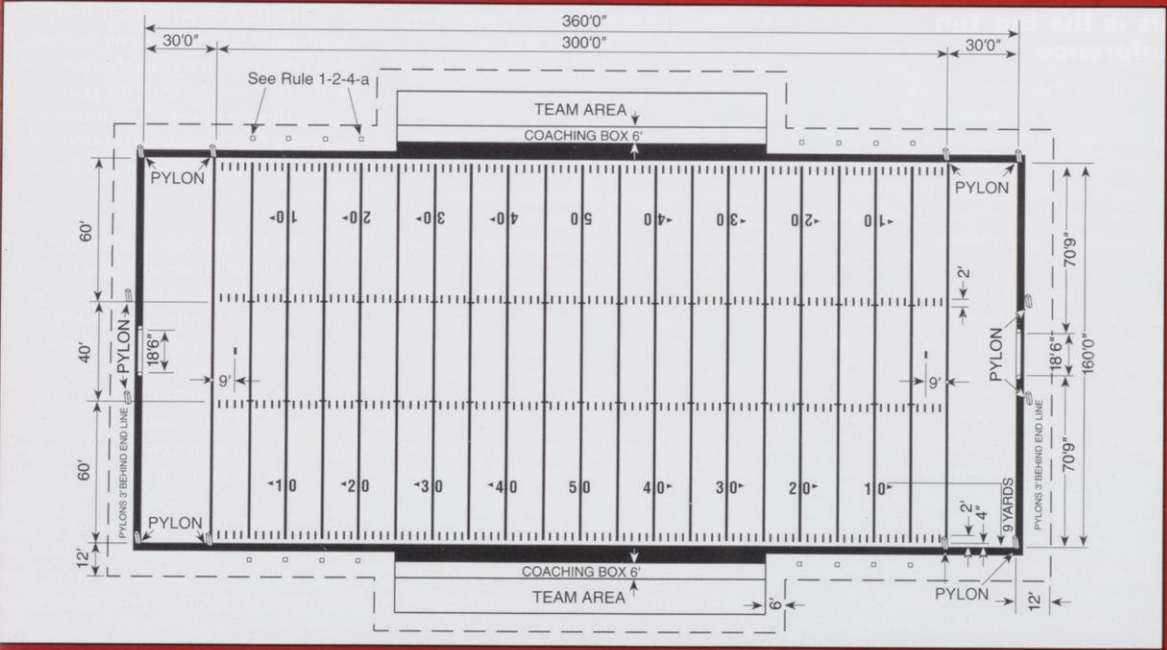 360'0"
30'0" 300'0" 30'0"
See Rule 1-2-4-a
TEAM AREA
COACHING BOX 6'
PYLON PYLON
10 20 30 40 50 40 30 20 10
60' 70'9"
2'
PYLON 18'6" 40' 9' 9' PYLON 18'6" 160'0"
60' PYLONS 3' BEHIND END LINE 70'9" PYLONS 3' BEHIND END LINE
10 20 30 40 50 40 30 20 10
9 YARDS
PYLON 2' 4"
12' COACHING BOX 6'
TEAM AREA 6' PYLON 12'